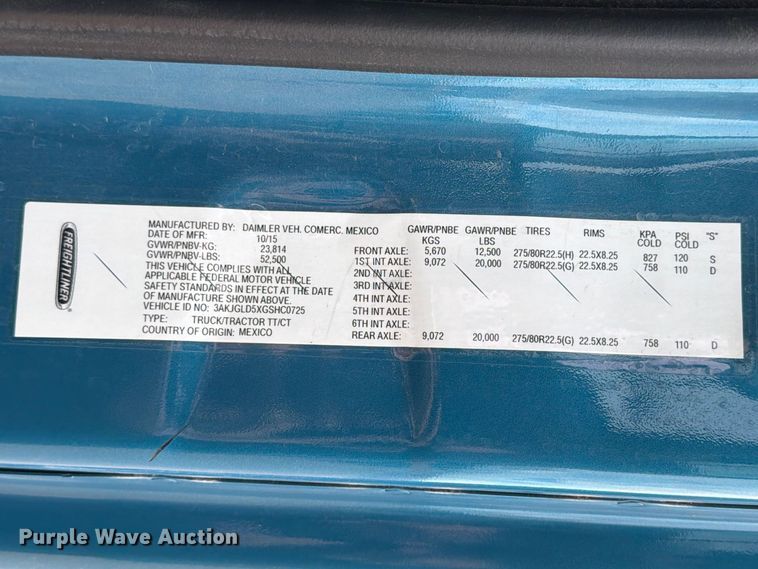 FREIGHTLINER
MANUFACTURED BY: DAIMLER VEH. COMERC. MEXICO
DATE OF MFR: 10/15
GVWR/PNBV-KG: 23,814
GVWR/PNBV-LBS: 52,500
THIS VEHICLE COMPLIES WITH ALL
APPLICABLE FEDERAL MOTOR VEHICLE
SAFETY STANDARDS IN EFFECT AT THE DATE
OF MANUFACTURE SHOWN ABOVE.
VEHICLE ID NO: 3AKJGLD5XGSHC0725
TYPE: TRUCK/TRACTOR TT/CT
COUNTRY OF ORIGIN: MEXICO
GAWR/PNBE KGS GAWR/PNBE LBS TIRES RIMS KPA COLD PSI COLD "S"
FRONT AXLE: 5,670 12,500 275/80R22.5(H) 22.5X8.25 827 120 S
1ST INT AXLE: 9,072 20,000 275/80R22.5(G) 22.5X8.25 758 110 D
2ND INT AXLE:
3RD INT AXLE:
4TH INT AXLE:
5TH INT AXLE:
6TH INT AXLE:
REAR AXLE: 9,072 20,000 275/80R22.5(G) 22.5X8.25 758 110 D
Purple Wave Auction